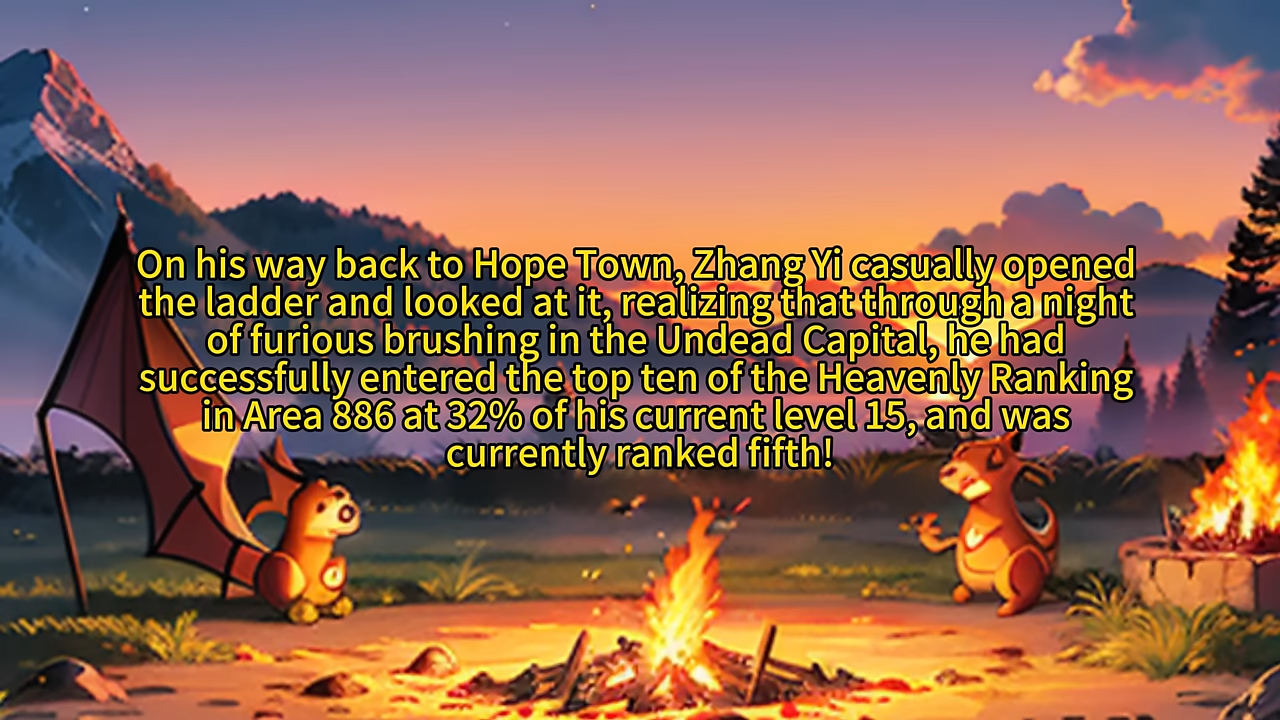 On his way back to Hope Town, Zhang Yi casually opened
the ladder and looked at it, realizing that through a night
of furious brushing in the Undead Capital, he had
successfully entered the top ten of the Heavenly Ranking
in Area 886 at 32% of his current level 15, and was
currently ranked fifth!